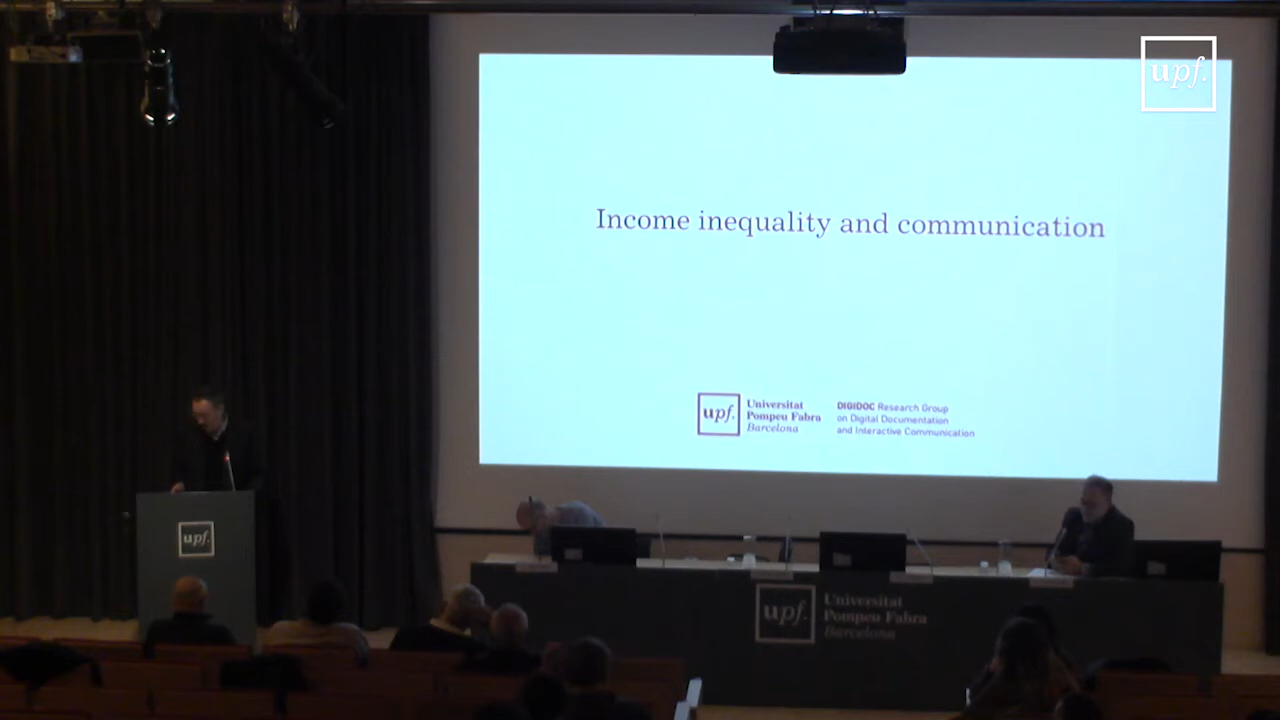 upf.
Income inequality and communication
upf.
Universitat
Pompeu Fabra
Barcelona
DIGIDOC Research Group
on Digital Documentation
and Interactive Communication
upf.
upf.
Universitat
Pompeu Fabra
Barcelona